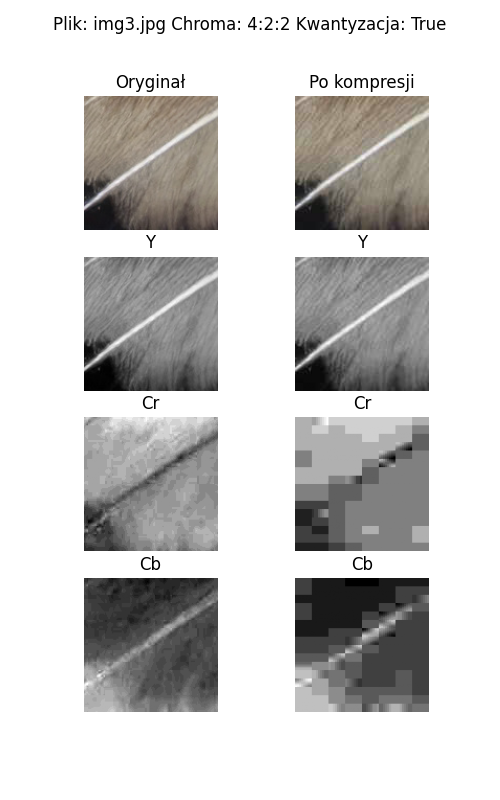 Plik: img3.jpg Chroma: 4:2:2 Kwantyzacja: True
Oryginał Po kompresji
Y Y
Cr Cr
Cb Cb